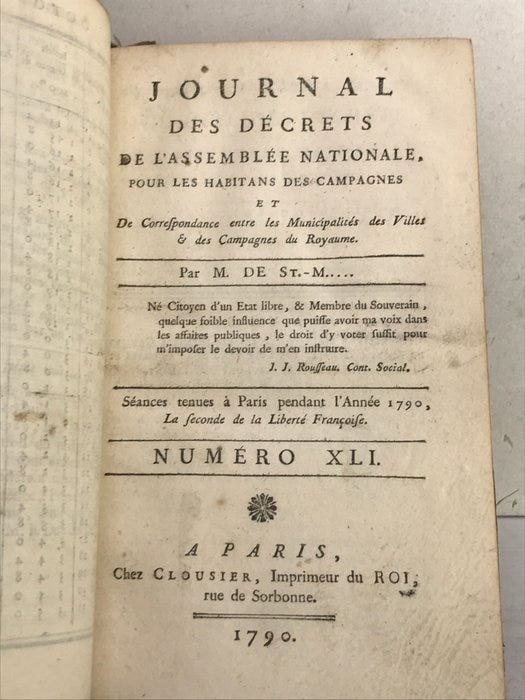 JOURNAL
DES DÉCRETS
DE L'ASSEMBLÉE NATIONALE,
POUR LES HABITANS DES CAMPAGNES
ET
De Correſpondance entre les Municipalités des Villes
& des Campagnes du Royaume.
Par M. DE ST.-M.....
Né Citoyen d'un Etat libre, & Membre du Souverain,
quelque foible influence que puiſſe avoir ma voix dans
les affaires publiques, le droit d'y voter ſuffit pour
m'impoſer le devoir de m'en inſtruire.
J. J. Rouſſeau. Cont. Social.
Séances tenues à Paris pendant l'Année 1790,
La ſeconde de la Liberté Françoiſe.
NUMÉRO XLI.
A PARIS,
Chez CLOUSIER, Imprimeur du ROI,
rue de Sorbonne.
1790.